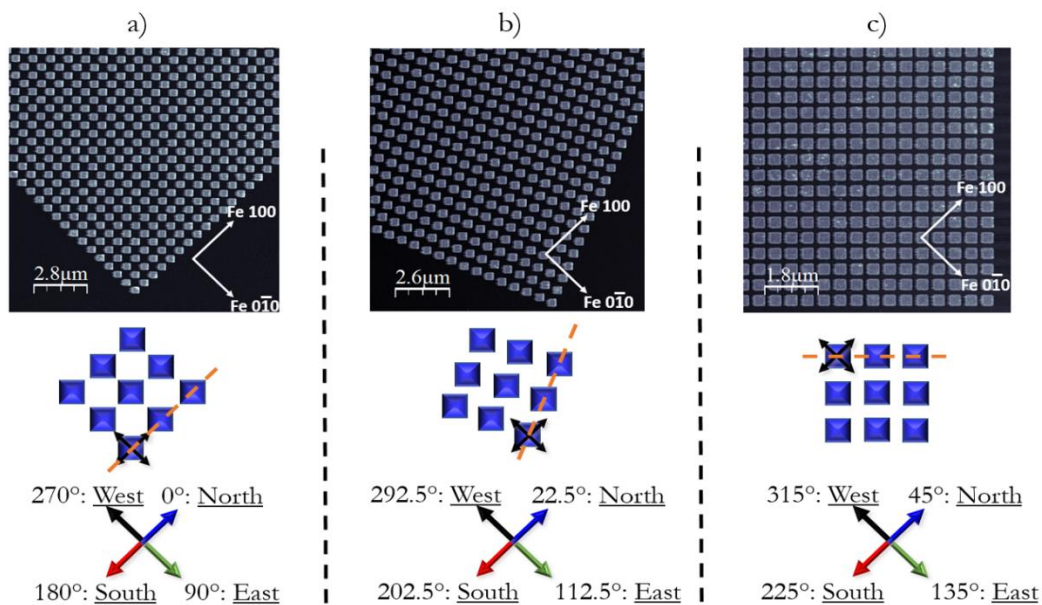 a)
b)
c)
Fe 100
2.8µm
Fe 01̅0
Fe 100
2.6µm
Fe 01̅0
Fe 100
1.8µm
Fe 01̅0
270°: West 0°: North
180°: South 90°: East
292.5°: West 22.5°: North
202.5°: South 112.5°: East
315°: West 45°: North
225°: South 135°: East